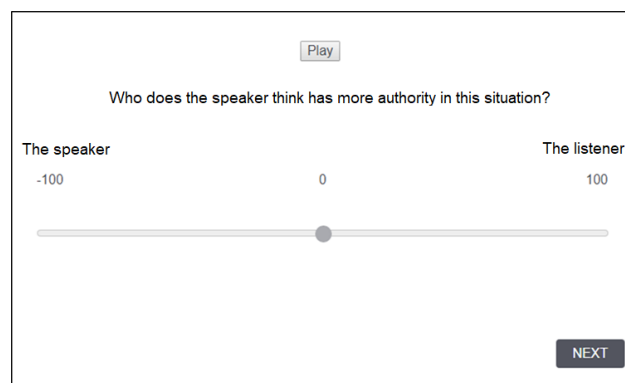 Play
Who does the speaker think has more authority in this situation?
The speaker The listener
-100 0 100
NEXT